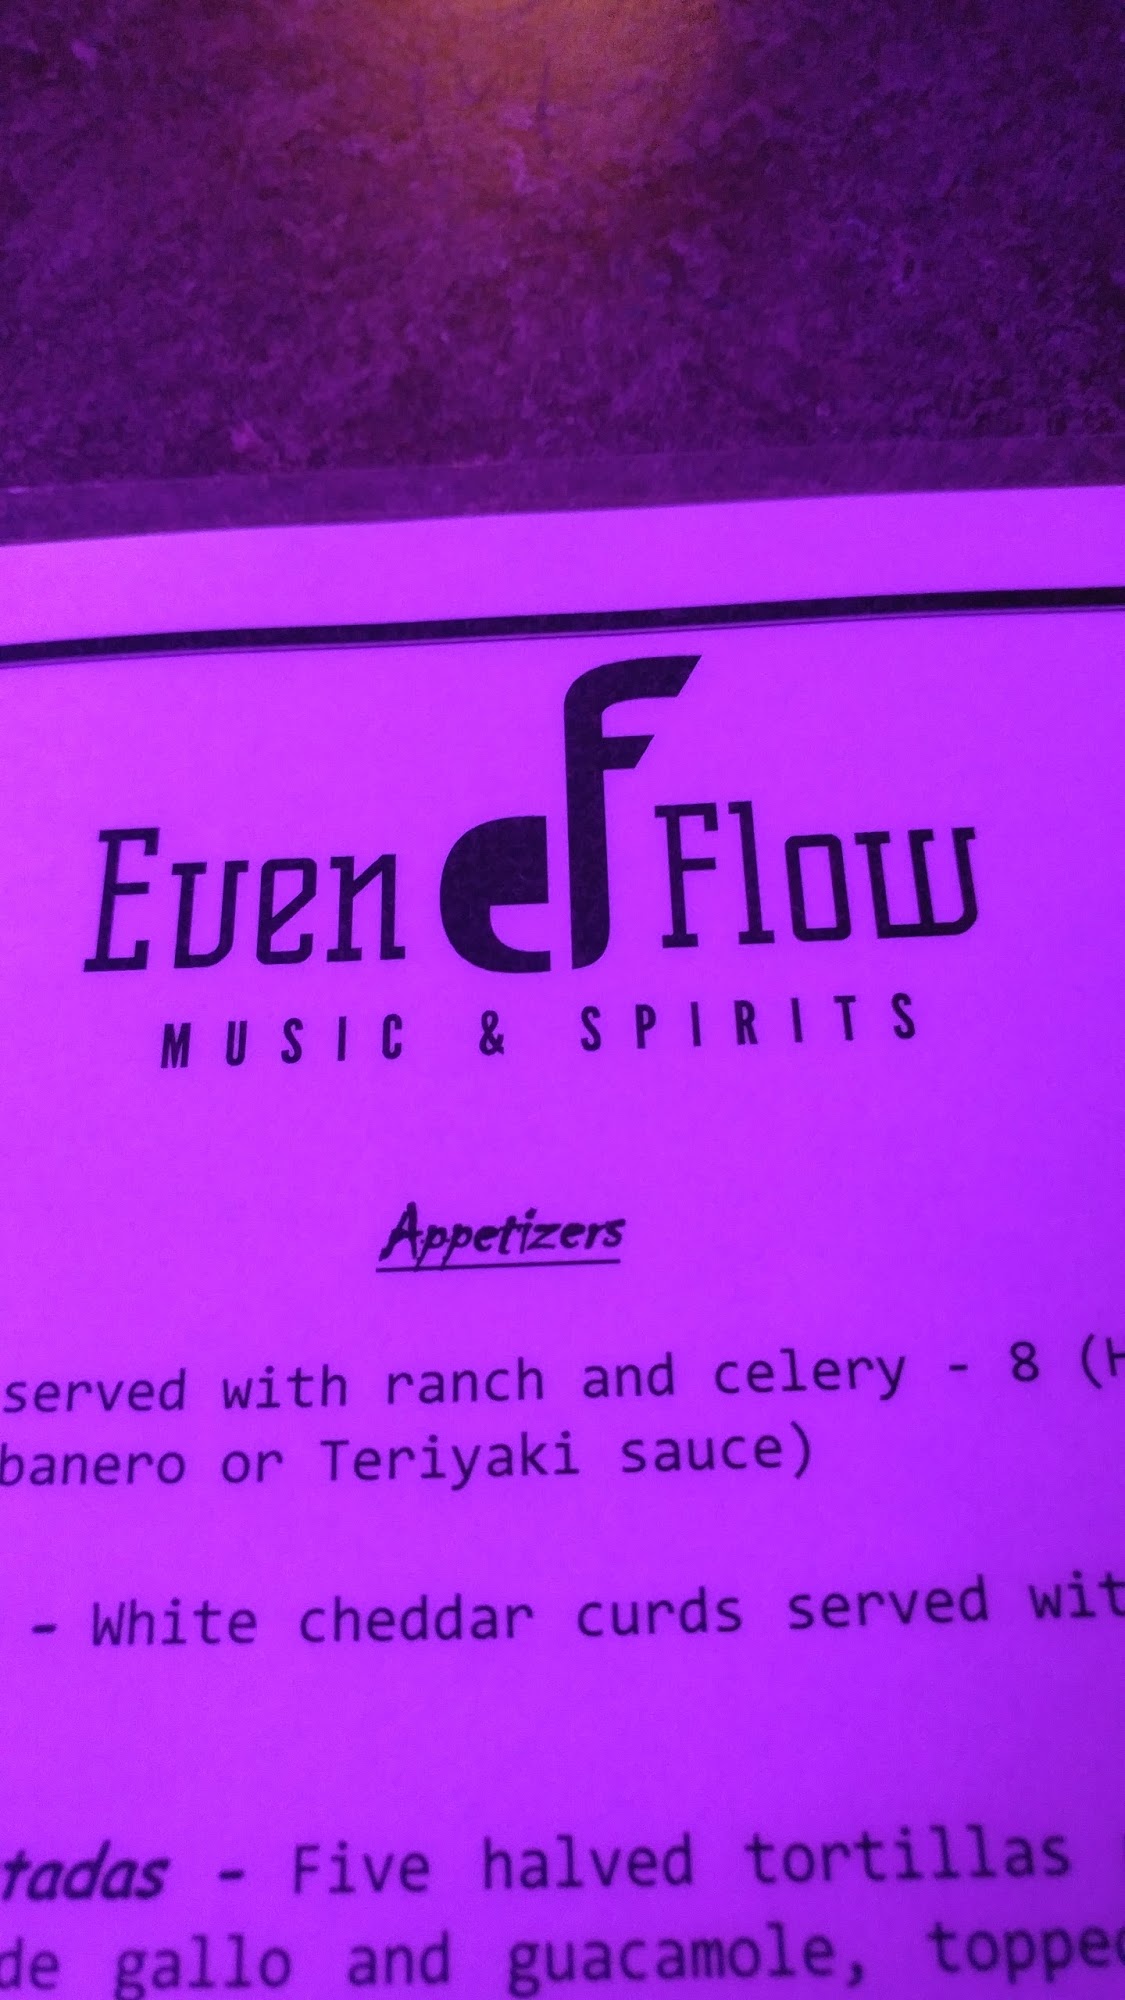 Even eF Flow
MUSIC & SPIRITS
Appetizers
served with ranch and celery - 8 (H
banero or Teriyaki sauce)
- White cheddar curds served wit
tadas - Five halved tortillas
de gallo and guacamole, topped